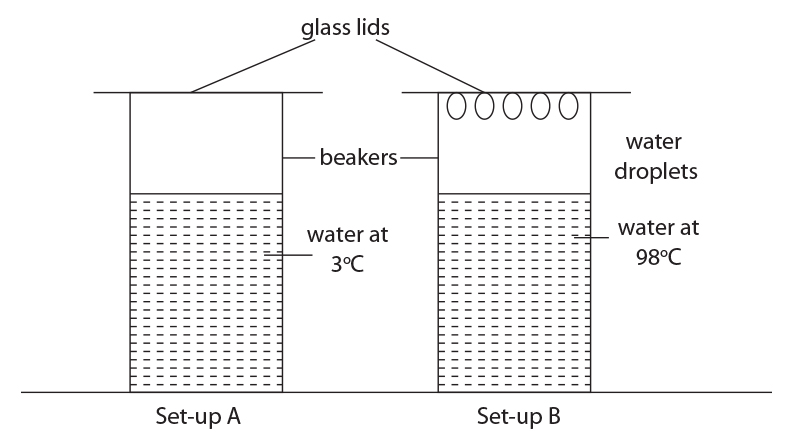 glass lids
beakers
water
droplets
water at
3ºC
water at
98ºC
Set-up A
Set-up B